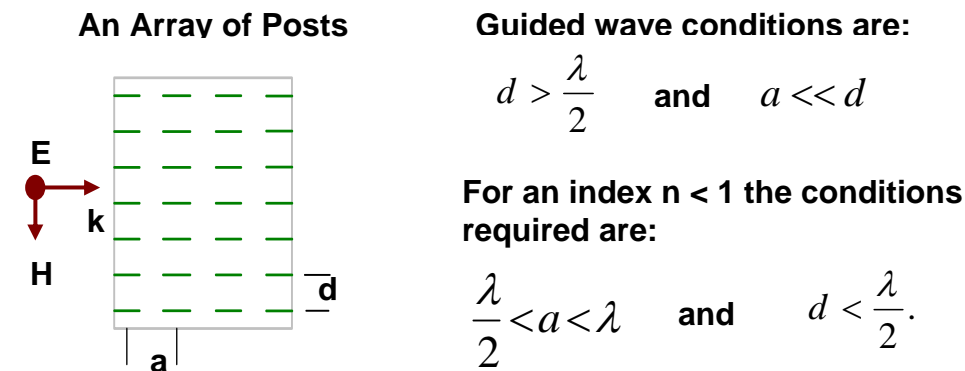 An Array of Posts
E
k
H
d
a
Guided wave conditions are:
d > λ/2 and a << d
For an index n < 1 the conditions
required are:
λ/2 < a < λ and d < λ/2.